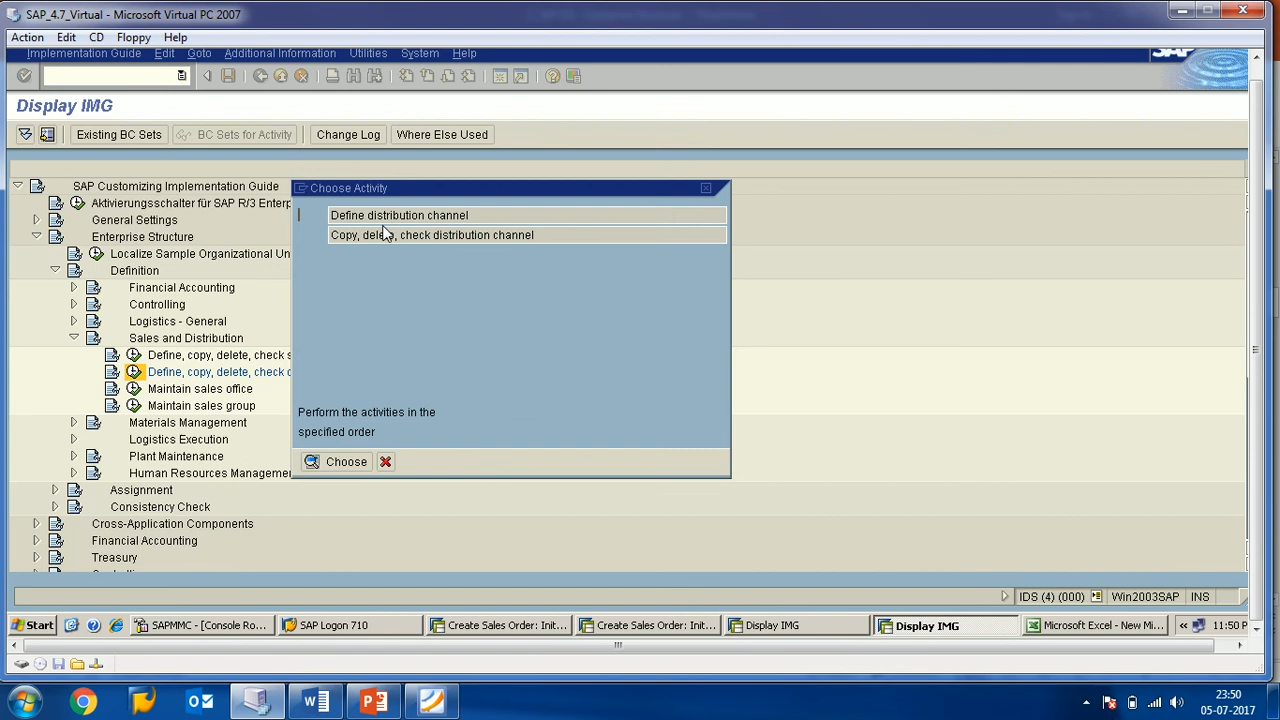 SAP_4.7_Virtual - Microsoft Virtual PC 2007
Action Edit CD Floppy Help
Implementation Guide Edit Goto Additional Information Utilities System Help
SAP
Display IMG
Existing BC Sets BC Sets for Activity Change Log Where Else Used
SAP Customizing Implementation Guide
Aktivierungsschalter für SAP R/3 Enterp
General Settings
Enterprise Structure
Localize Sample Organizational Un
Definition
Financial Accounting
Controlling
Logistics - General
Sales and Distribution
Define, copy, delete, check s
Define, copy, delete, check
Maintain sales office
Maintain sales group
Materials Management
Logistics Execution
Plant Maintenance
Human Resources Managemen
Assignment
Consistency Check
Cross-Application Components
Financial Accounting
Treasury
Choose Activity
Define distribution channel
Copy, delete, check distribution channel
Perform the activities in the
specified order
Choose
IDS (4) (000) Win2003SAP INS
Start SAPMMC - [Console Ro... SAP Logon 710 Create Sales Order: Init... Create Sales Order: Init... Display IMG Display IMG Microsoft Excel - New Mi... 11:50 P
23:50
05-07-2017